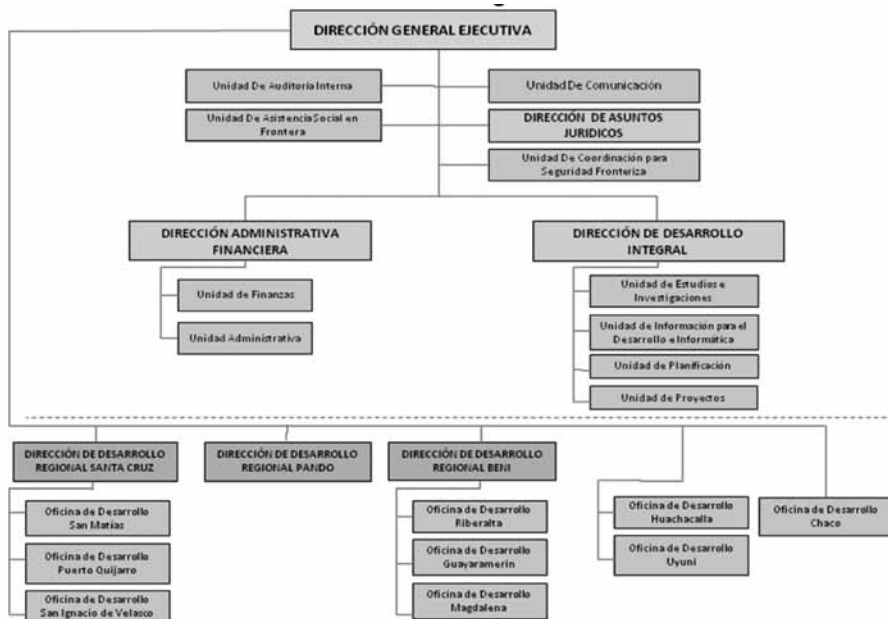 DIRECCIÓN GENERAL EJECUTIVA
Unidad De Auditoría Interna
Unidad De Comunicación
Unidad De Asistencia Social en
Frontera
DIRECCIÓN DE ASUNTOS
JURIDICOS
Unidad De Coordinación para
Seguridad Fronteriza
DIRECCIÓN ADMINISTRATIVA
FINANCIERA
Unidad de Finanzas
Unidad Administrativa
DIRECCIÓN DE DESARROLLO
INTEGRAL
Unidad de Estudios e
Investigaciones
Unidad de Información para el
Desarrollo e Informática
Unidad de Planificación
Unidad de Proyectos
DIRECCIÓN DE DESARROLLO
REGIONAL SANTA CRUZ
Oficina de Desarrollo
San Matías
Oficina de Desarrollo
Puerto Quijarro
Oficina de Desarrollo
San Ignacio de Velasco
DIRECCIÓN DE DESARROLLO
REGIONAL PANDO
DIRECCIÓN DE DESARROLLO
REGIONAL BENI
Oficina de Desarrollo
Riberalta
Oficina de Desarrollo
Guayaramerín
Oficina de Desarrollo
Magdalena
Oficina de Desarrollo
Huachacalla
Oficina de Desarrollo
Uyuni
Oficina de Desarrollo
Chaco